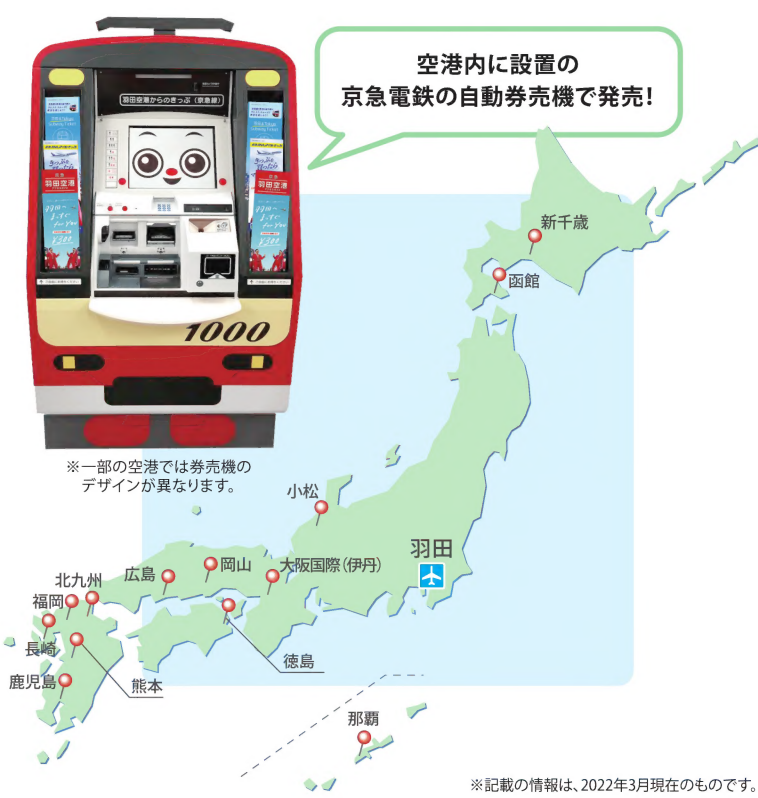 空港内に設置の
京急電鉄の自動券売機で発売!
羽田空港からのきっぷ（京急線）
羽田空港
羽田空港
¥300
¥300
1000
※一部の空港では券売機の
デザインが異なります。
新千歳
函館
小松
羽田
大阪国際（伊丹）
岡山
広島
北九州
福岡
長崎
鹿児島
熊本
徳島
那覇
※記載の情報は、2022年3月現在のものです。